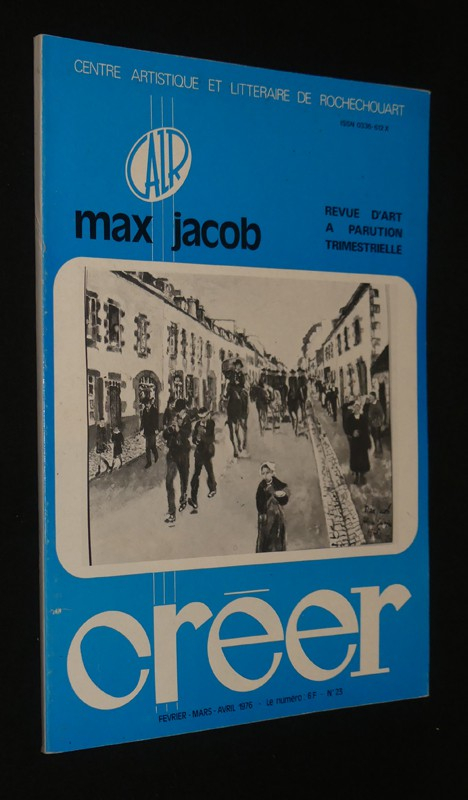 CENTRE ARTISTIQUE ET LITTERAIRE DE ROCHECHOUART
CALR
max jacob
REVUE D'ART
A PARUTION
TRIMESTRIELLE
créer
FEVRIER - MARS - AVRIL 1976 - Le numéro : 6 F - N° 23